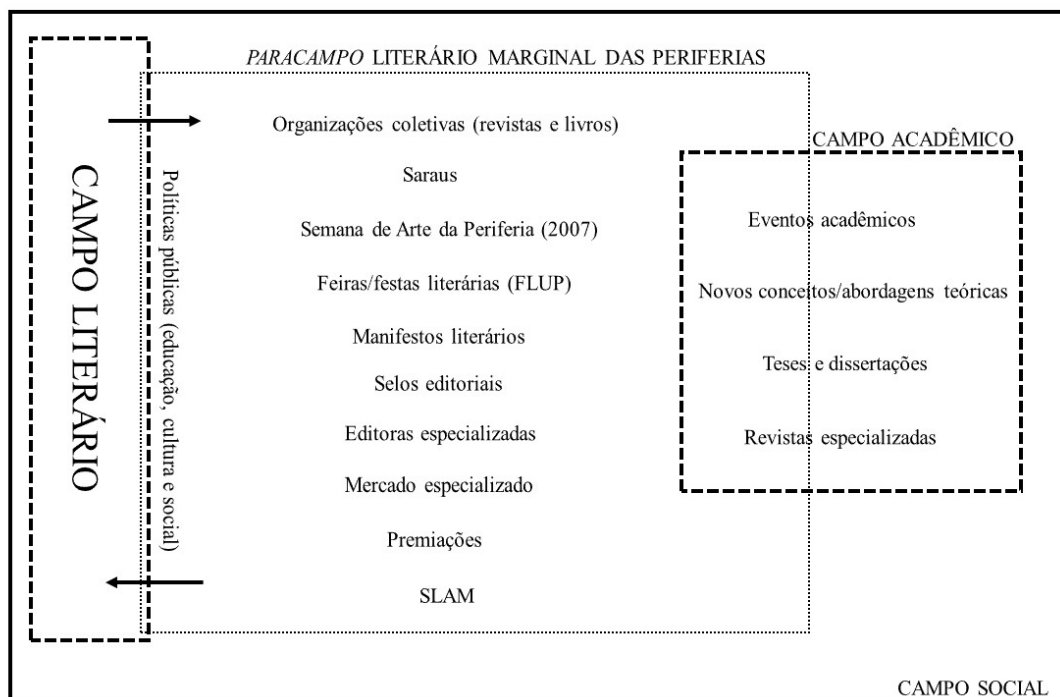 PARACAMPO LITERÁRIO MARGINAL DAS PERIFERIAS
CAMPO LITERÁRIO
Políticas públicas (educação, cultura e social)
Organizações coletivas (revistas e livros)
Saraus
Semana de Arte da Periferia (2007)
Feiras/festas literárias (FLUP)
Manifestos literários
Selos editoriais
Editoras especializadas
Mercado especializado
Premiações
SLAM
CAMPO ACADÊMICO
Eventos acadêmicos
Novos conceitos/abordagens teóricas
Teses e dissertações
Revistas especializadas
CAMPO SOCIAL